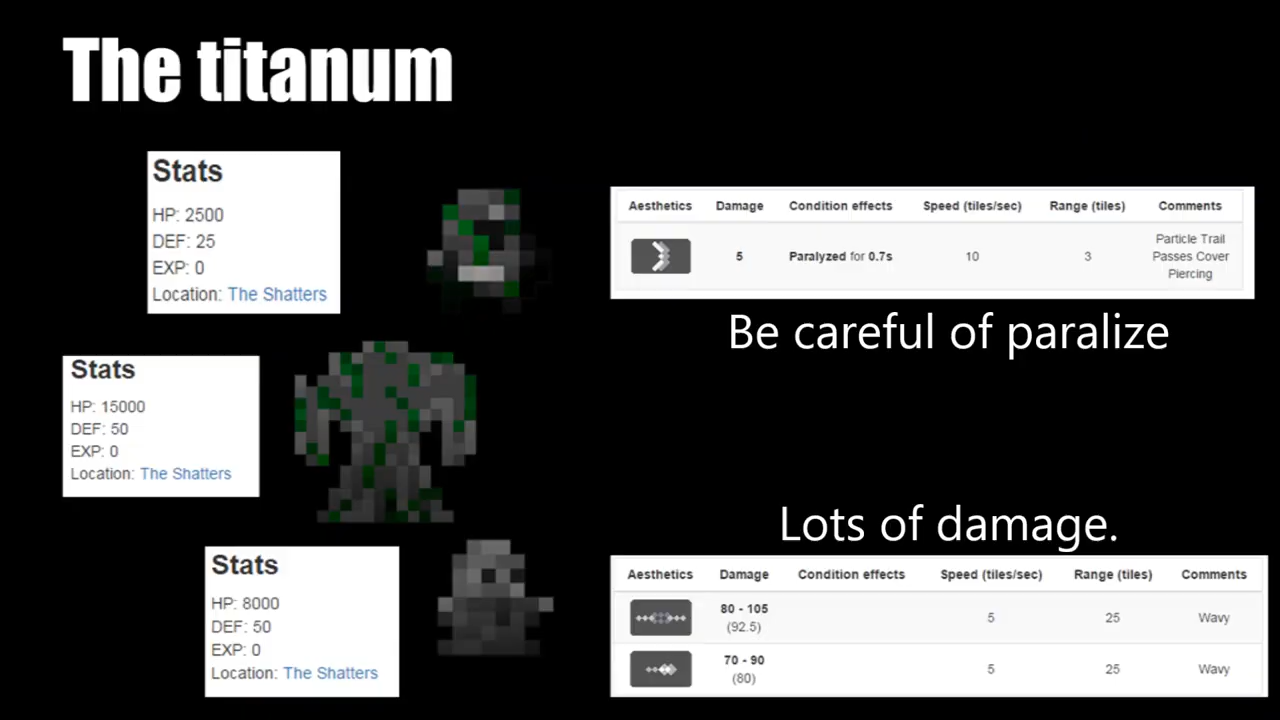 The titanum
Stats
HP: 2500
DEF: 25
EXP: 0
Location: The Shatters
Aesthetics Damage Condition effects Speed (tiles/sec) Range (tiles) Comments
5 Paralyzed for 0.7s 10 3 Particle Trail
Passes Cover
Piercing
Be careful of paralize
Stats
HP: 15000
DEF: 50
EXP: 0
Location: The Shatters
Lots of damage.
Stats
HP: 8000
DEF: 50
EXP: 0
Location: The Shatters
Aesthetics Damage Condition effects Speed (tiles/sec) Range (tiles) Comments
80 - 105
(92.5) 5 25 Wavy
70 - 90
(80) 5 25 Wavy